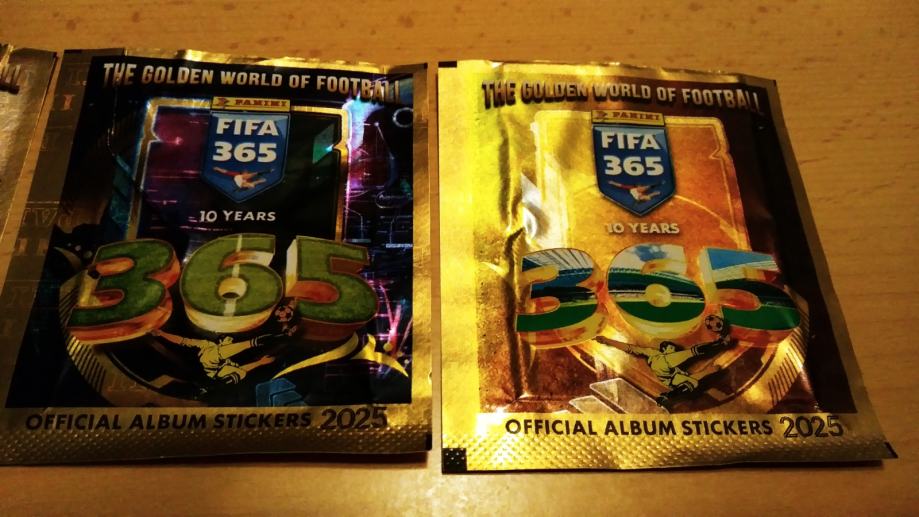 THE GOLDEN WORLD OF FOOTBALL
PANINI
FIFA
365
10 YEARS
365
OFFICIAL ALBUM STICKERS 2025
THE GOLDEN WORLD OF FOOTBALL
PANINI
FIFA
365
10 YEARS
365
OFFICIAL ALBUM STICKERS 2025